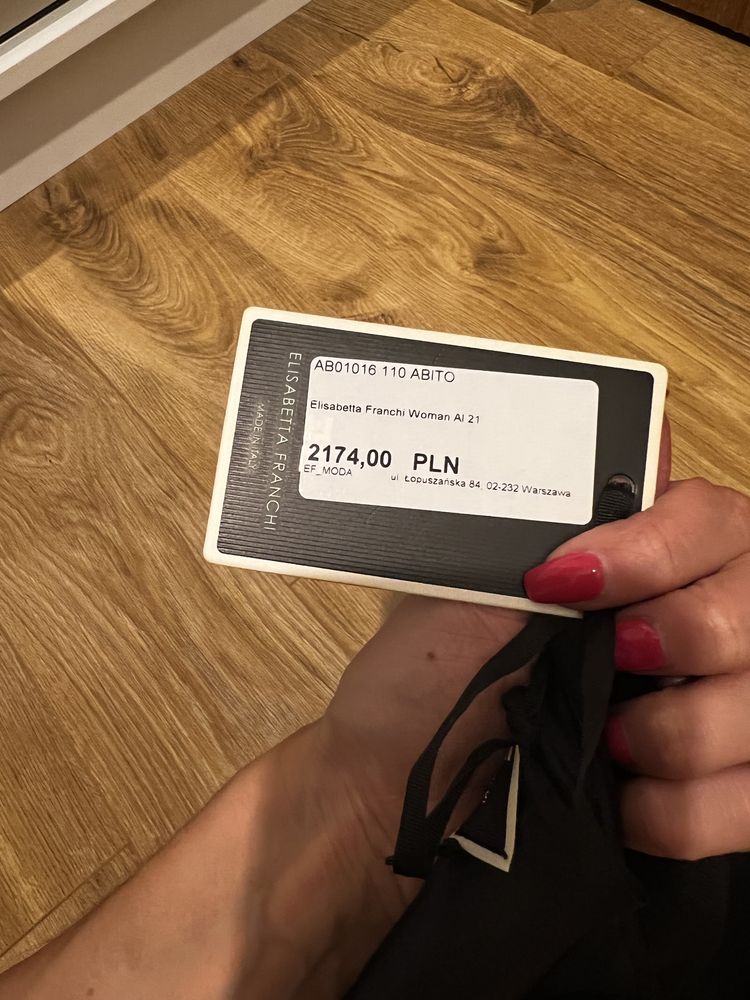 AB01016 110 ABITO
Elisabetta Franchi Woman AI 21
2174,00 PLN
EF_MODA
ul Łopuszańska 84, 02-232 Warszawa
ELISABETTA FRANCHI
MADE IN ITALY